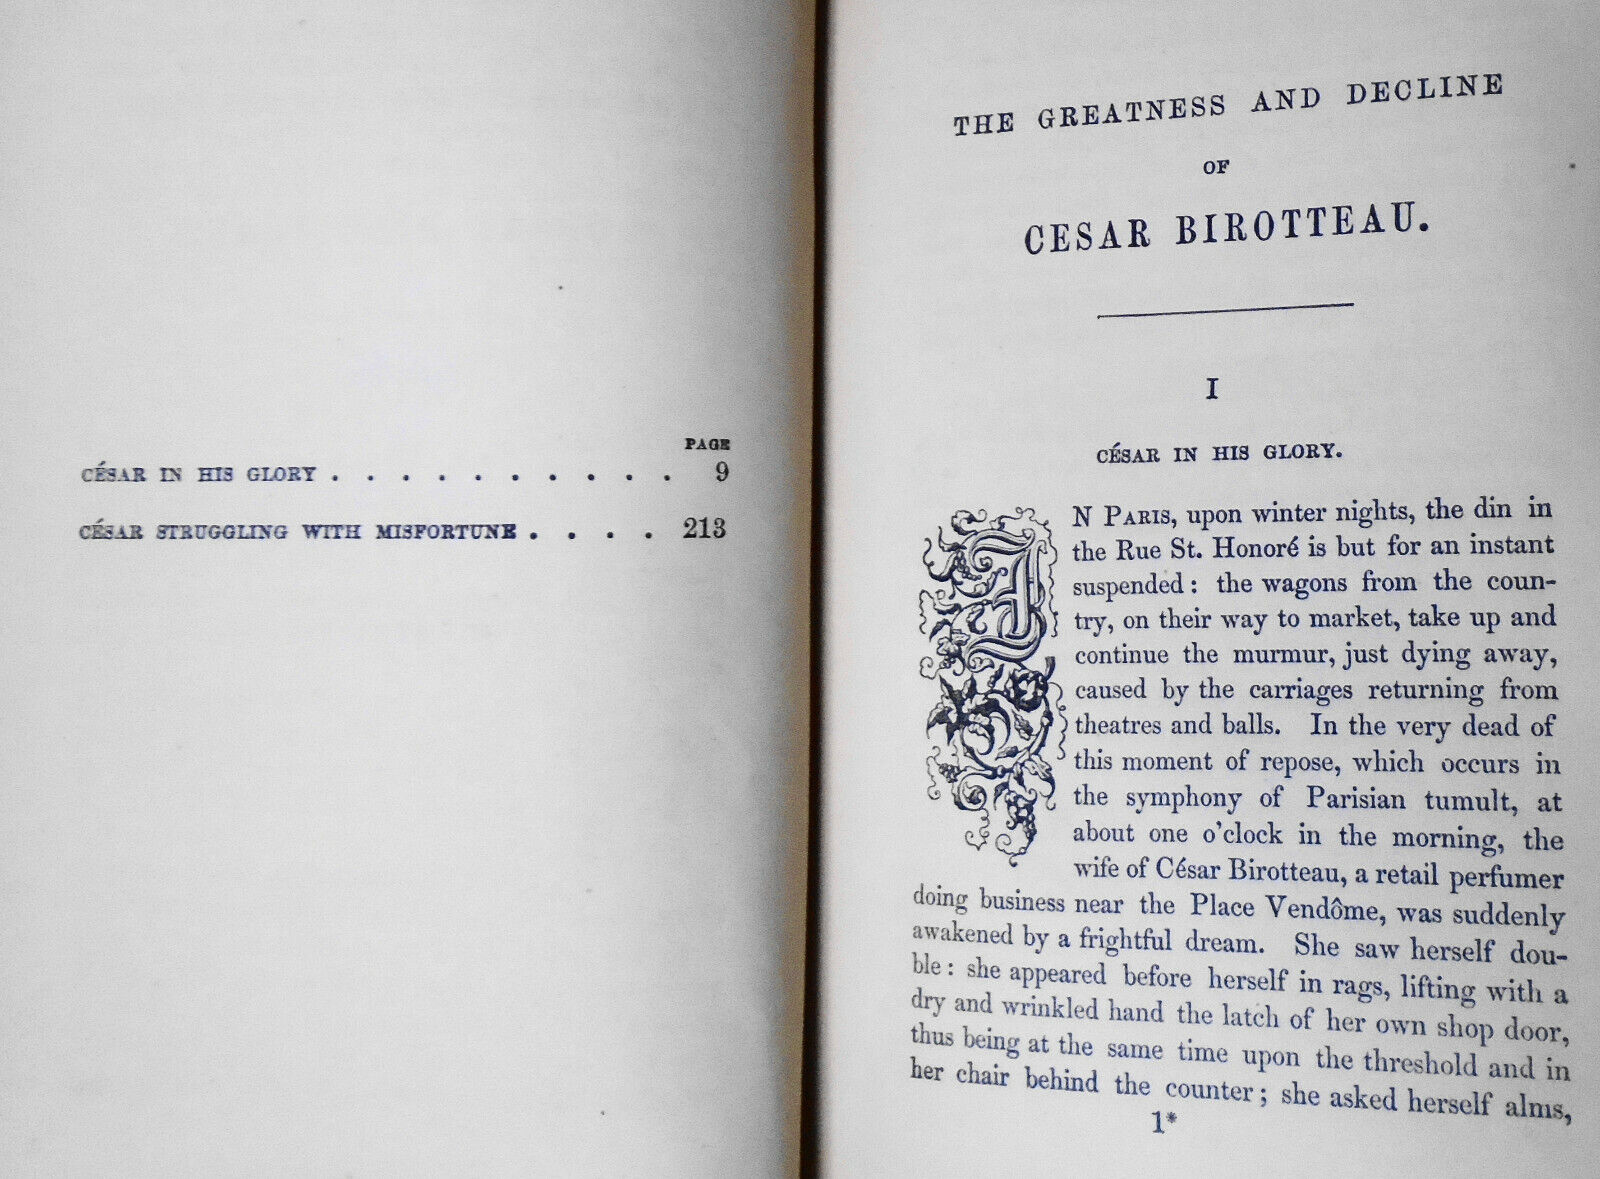 PAGE
CÉSAR IN HIS GLORY . . . . . . . . . . 9
CÉSAR STRUGGLING WITH MISFORTUNE . . . . 213
THE GREATNESS AND DECLINE
OF
CESAR BIROTTEAU.
I
CÉSAR IN HIS GLORY.
IN PARIS, upon winter nights, the din in
the Rue St. Honoré is but for an instant
suspended: the wagons from the coun-
try, on their way to market, take up and
continue the murmur, just dying away,
caused by the carriages returning from
theatres and balls. In the very dead of
this moment of repose, which occurs in
the symphony of Parisian tumult, at
about one o'clock in the morning, the
wife of César Birotteau, a retail perfumer
doing business near the Place Vendôme, was suddenly
awakened by a frightful dream. She saw herself dou-
ble: she appeared before herself in rags, lifting with a
dry and wrinkled hand the latch of her own shop door,
thus being at the same time upon the threshold and in
her chair behind the counter; she asked herself alms,
1*